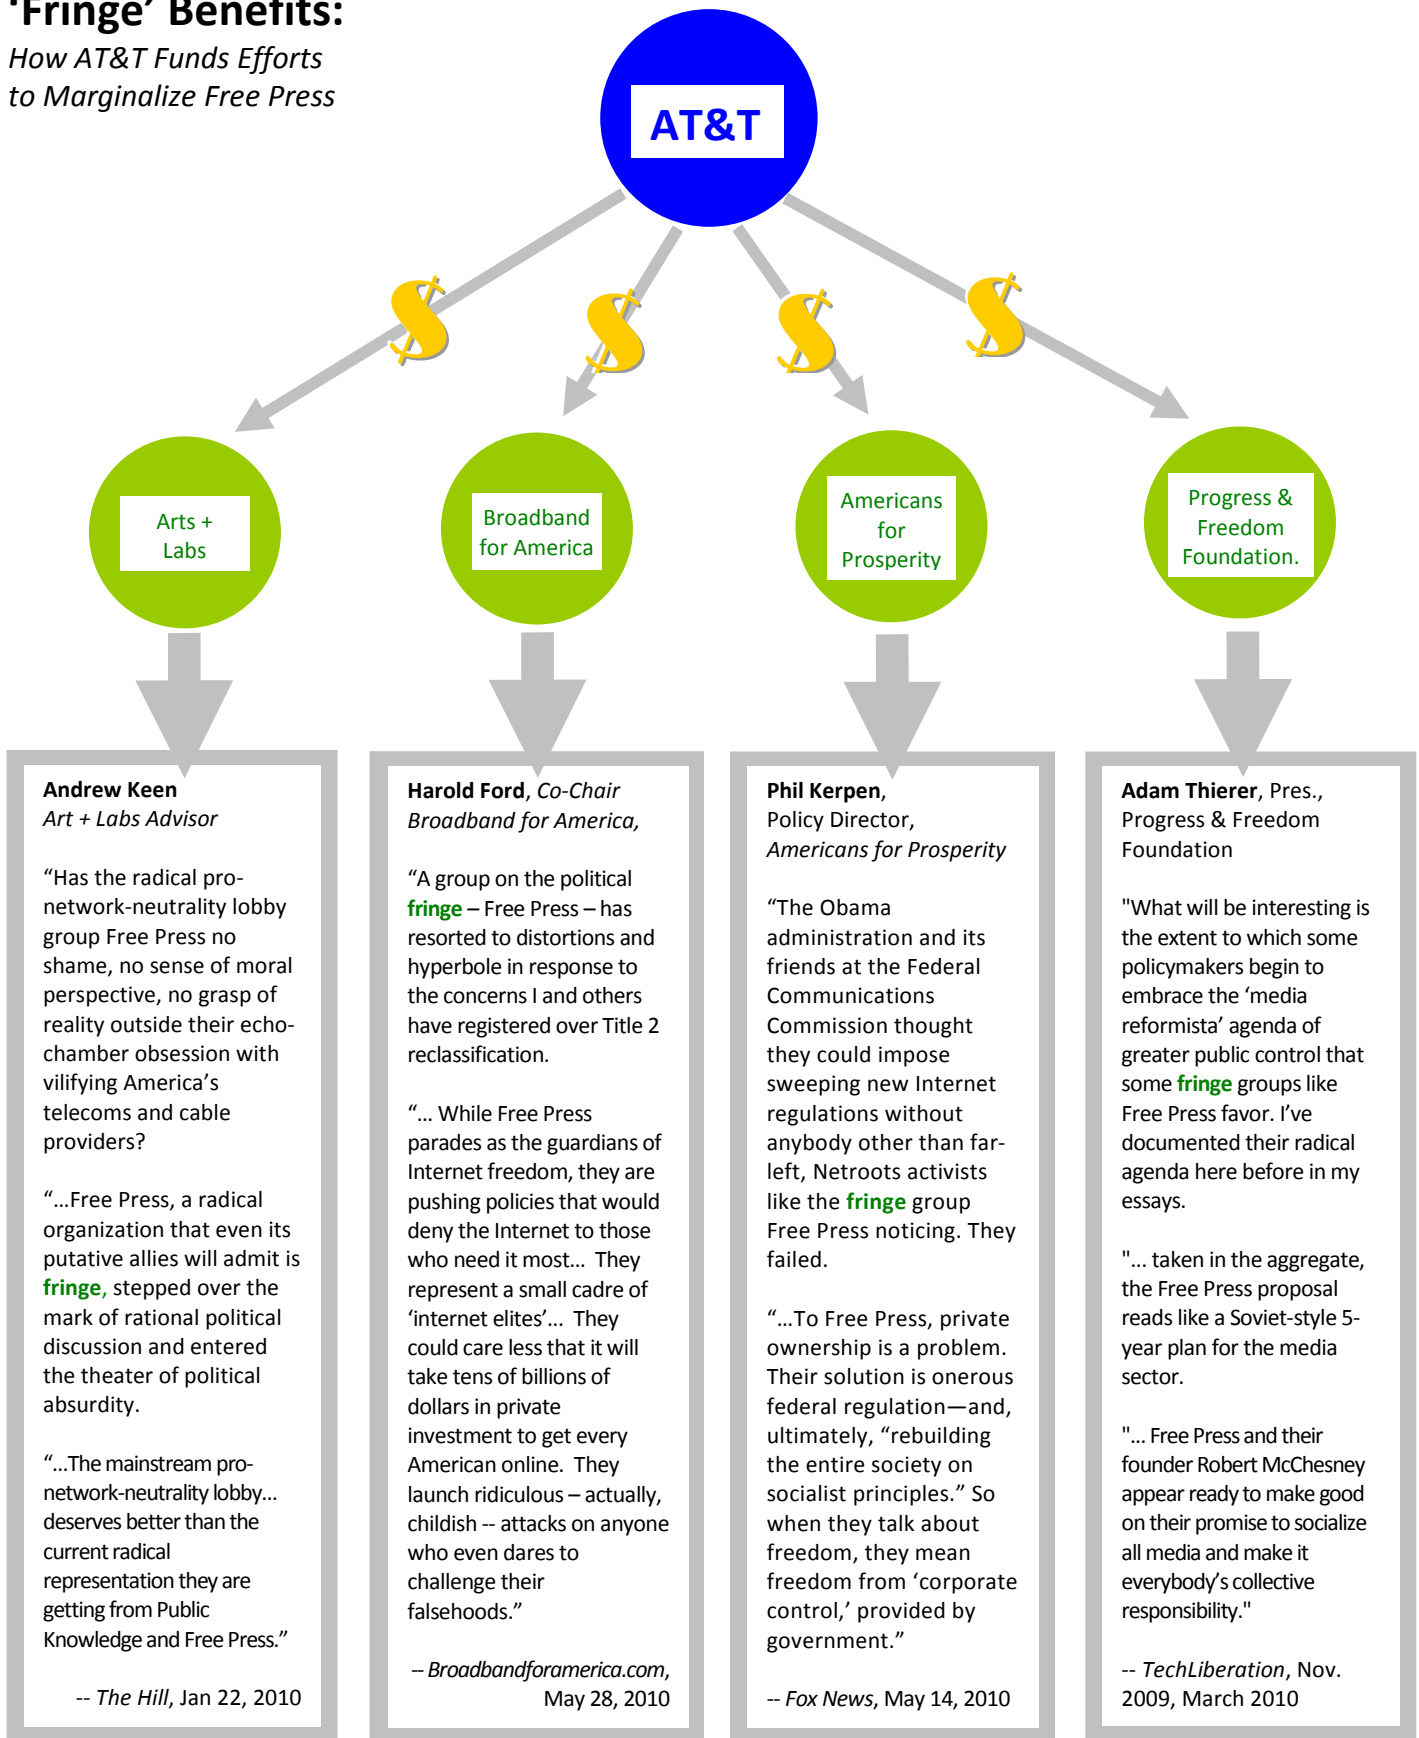 ‘Fringe’ Benefits:
How AT&T Funds Efforts
to Marginalize Free Press
AT&T
$
$
$
$
Arts +
Labs
Broadband
for America
Americans
for
Prosperity
Progress &
Freedom
Foundation.
Andrew Keen
Art + Labs Advisor
“Has the radical pro-
network-neutrality lobby
group Free Press no
shame, no sense of moral
perspective, no grasp of
reality outside their echo-
chamber obsession with
vilifying America’s
telecoms and cable
providers?
“…Free Press, a radical
organization that even its
putative allies will admit is
fringe, stepped over the
mark of rational political
discussion and entered
the theater of political
absurdity.
“…The mainstream pro-
network-neutrality lobby…
deserves better than the
current radical
representation they are
getting from Public
Knowledge and Free Press.”
-- The Hill, Jan 22, 2010
Harold Ford, Co-Chair
Broadband for America,
“A group on the political
fringe – Free Press – has
resorted to distortions and
hyperbole in response to
the concerns I and others
have registered over Title 2
reclassification.
“… While Free Press
parades as the guardians of
Internet freedom, they are
pushing policies that would
deny the Internet to those
who need it most… They
represent a small cadre of
‘internet elites’… They
could care less that it will
take tens of billions of
dollars in private
investment to get every
American online. They
launch ridiculous – actually,
childish -- attacks on anyone
who even dares to
challenge their
falsehoods.”
-- Broadbandforamerica.com,
May 28, 2010
Phil Kerpen,
Policy Director,
Americans for Prosperity
“The Obama
administration and its
friends at the Federal
Communications
Commission thought
they could impose
sweeping new Internet
regulations without
anybody other than far-
left, Netroots activists
like the fringe group
Free Press noticing. They
failed.
“…To Free Press, private
ownership is a problem.
Their solution is onerous
federal regulation—and,
ultimately, “rebuilding
the entire society on
socialist principles.” So
when they talk about
freedom, they mean
freedom from ‘corporate
control,’ provided by
government.”
-- Fox News, May 14, 2010
Adam Thierer, Pres.,
Progress & Freedom
Foundation
"What will be interesting is
the extent to which some
policymakers begin to
embrace the ‘media
reformista’ agenda of
greater public control that
some fringe groups like
Free Press favor. I’ve
documented their radical
agenda here before in my
essays.
"... taken in the aggregate,
the Free Press proposal
reads like a Soviet-style 5-
year plan for the media
sector.
"... Free Press and their
founder Robert McChesney
appear ready to make good
on their promise to socialize
all media and make it
everybody’s collective
responsibility."
-- TechLiberation, Nov.
2009, March 2010